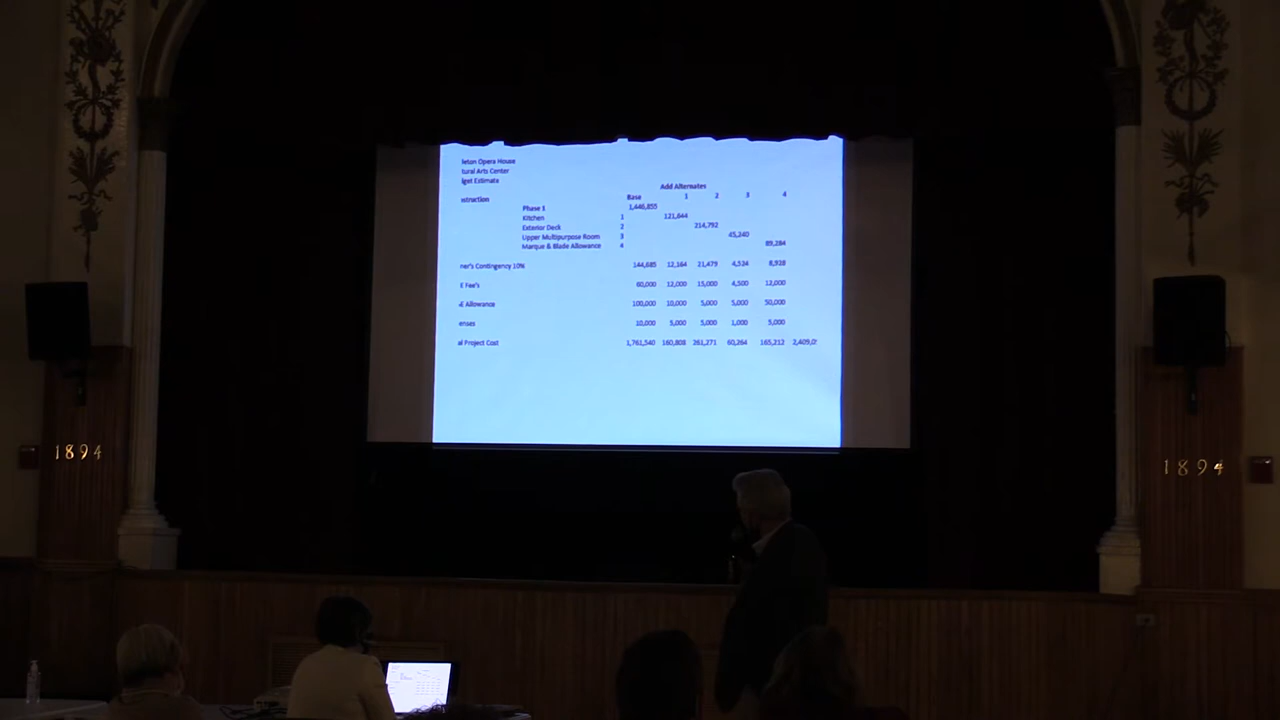 leton Opera House
tural Arts Center
lget Estimate
Add Alternates
struction Base 1 2 3 4
Phase 1 1,446,855
Kitchen 1 121,644
Exterior Deck 2 214,792
Upper Multipurpose Room 3 45,240
Marque & Blade Allowance 4 89,284
ner's Contingency 10% 144,685 12,164 21,479 4,524 8,928
E Fee's 60,000 12,000 15,000 4,500 12,000
E Allowance 100,000 10,000 5,000 5,000 50,000
enses 10,000 5,000 5,000 1,000 5,000
al Project Cost 1,761,540 160,808 261,271 60,264 165,212 2,409,0
1894
1894